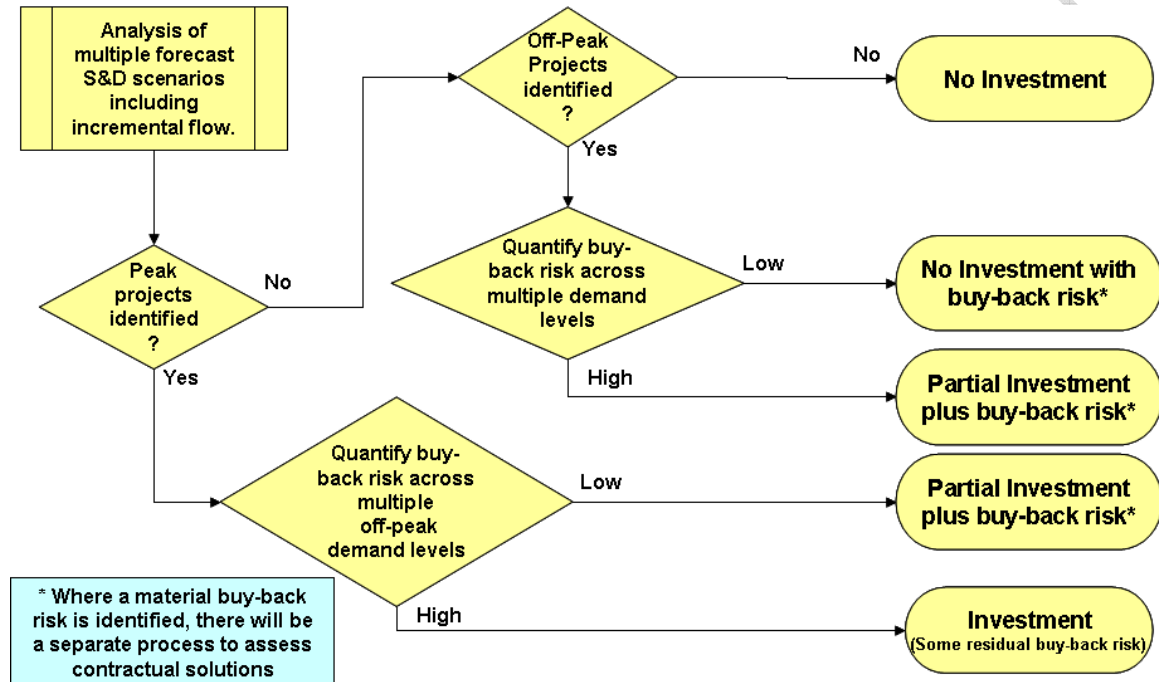 Analysis of
multiple forecast
S&D scenarios
including
incremental flow.
Off-Peak
Projects
identified
?
No
No Investment
Yes
Peak
projects
identified
?
No
Quantify buy-
back risk across
multiple demand
levels
Low
No Investment with
buy-back risk*
High
Partial Investment
plus buy-back risk*
Yes
Quantify buy-
back risk across
multiple
off-peak
demand levels
Low
Partial Investment
plus buy-back risk*
High
Investment
(Some residual buy-back risk)
* Where a material buy-back
risk is identified, there will be
a separate process to assess
contractual solutions